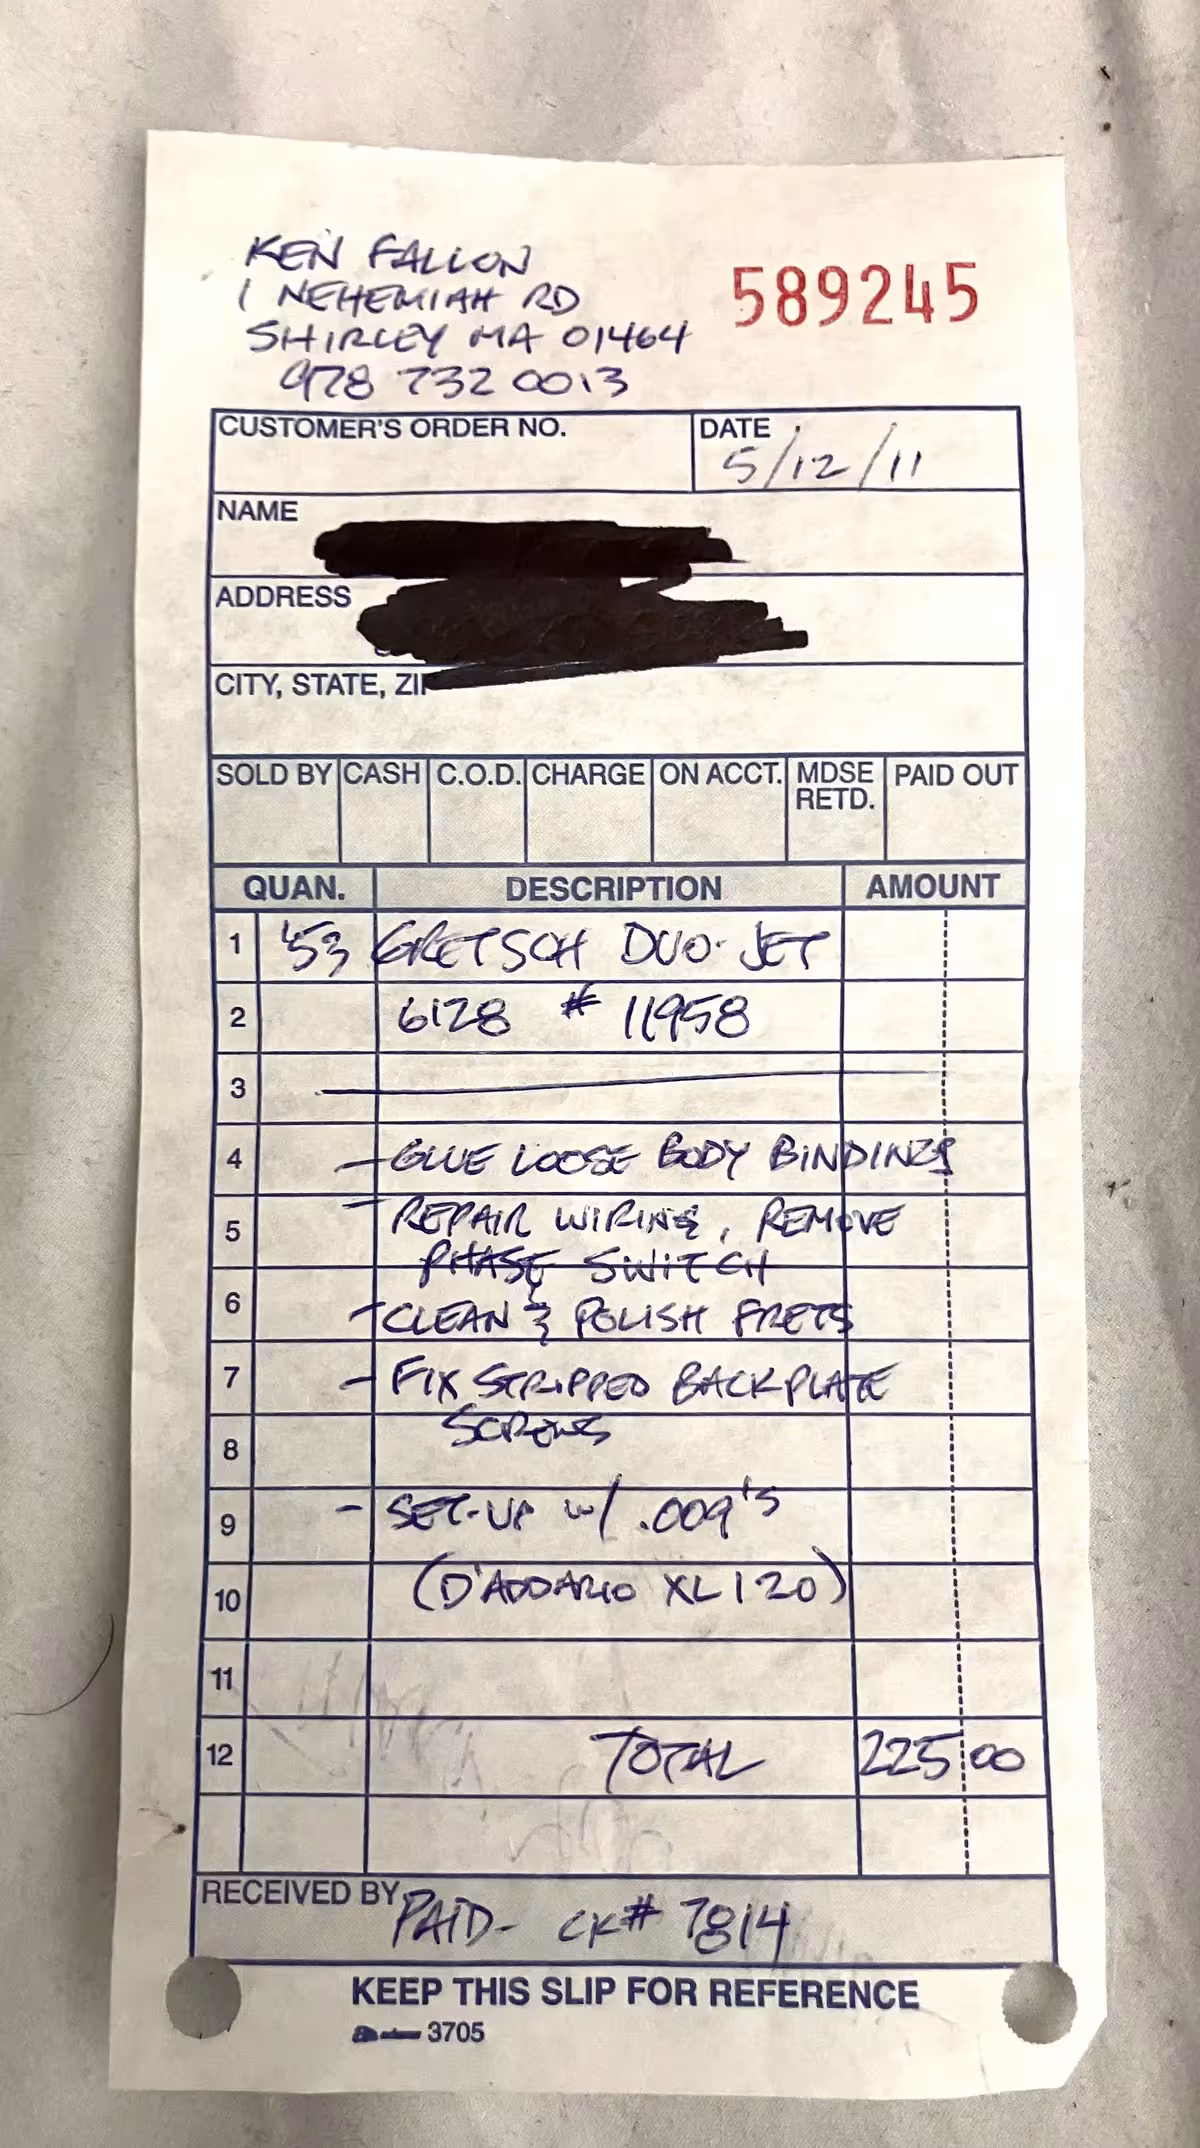 KEN FALLON
1 NEHEMIAH RD
SHIRLEY MA 01464
978 732 0013
589245
CUSTOMER'S ORDER NO.
DATE
5/12/11
NAME
ADDRESS
CITY, STATE, ZIP
SOLD BY CASH C.O.D. CHARGE ON ACCT. MDSE RETD. PAID OUT
QUAN. DESCRIPTION AMOUNT
1 '53 GRETSCH DUO-JET
2 6128 # 11958
3
4 - GLUE LOOSE BODY BINDINGS
5 - REPAIR WIRING, REMOVE
PHASE SWITCH
6 - CLEAN & POLISH FRETS
7 - FIX STRIPPED BACKPLATE
8 SCREWS
9 - SET-UP W/ .009's
10 (D'ADDARIO XL120)
11
12 TOTAL 225 00
RECEIVED BY PAID - CK# 7814
KEEP THIS SLIP FOR REFERENCE
3705